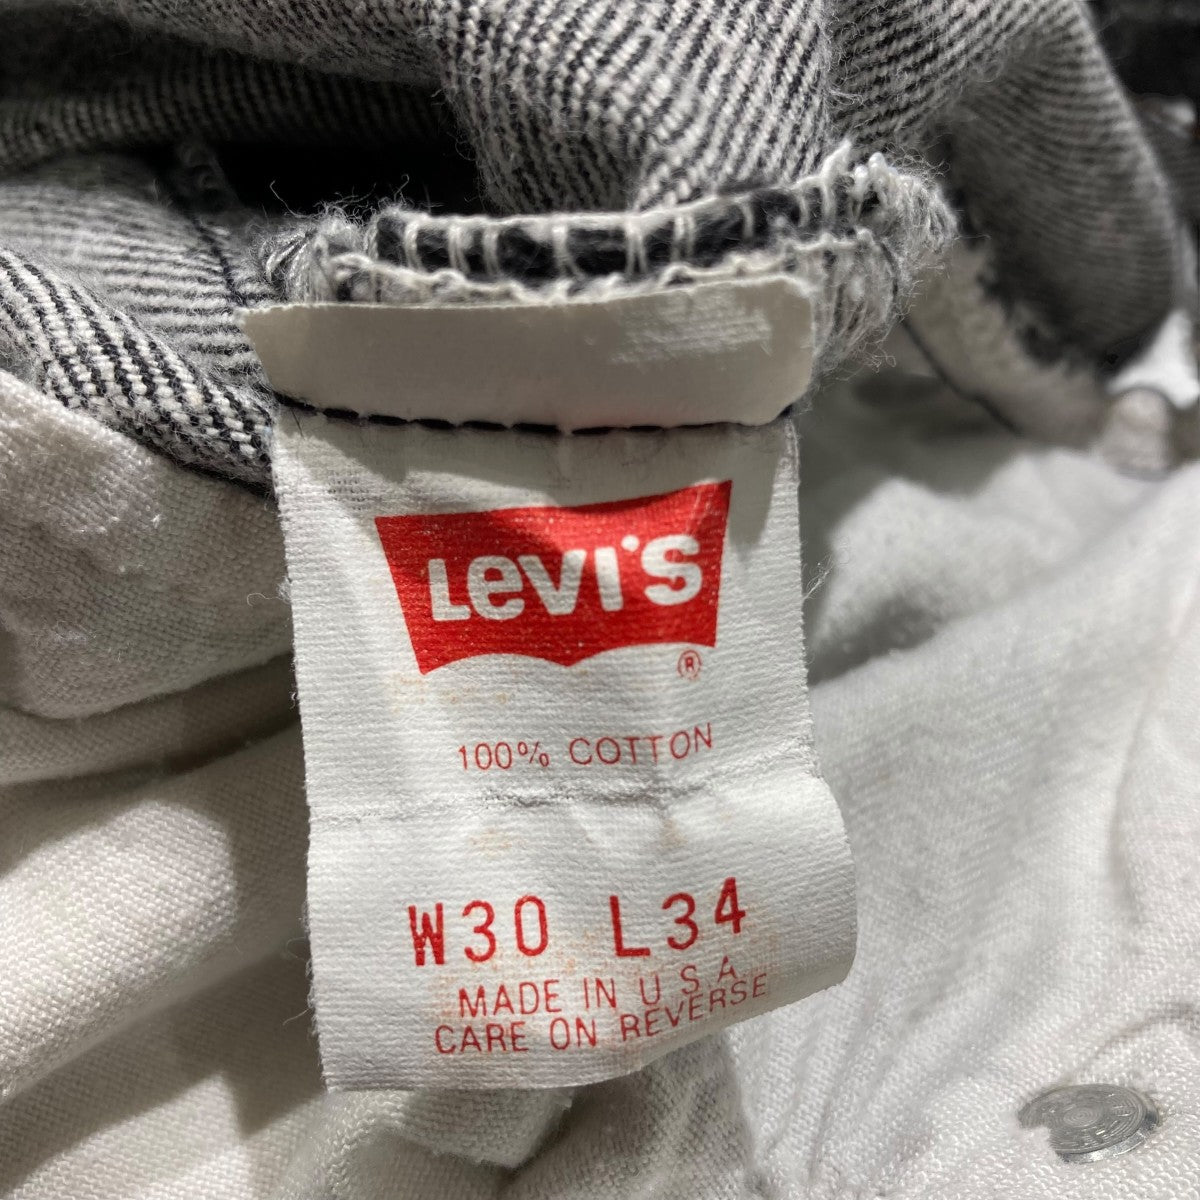 Levi's ®
100% COTTON
W30 L34
MADE IN U.S.A.
CARE ON REVERSE